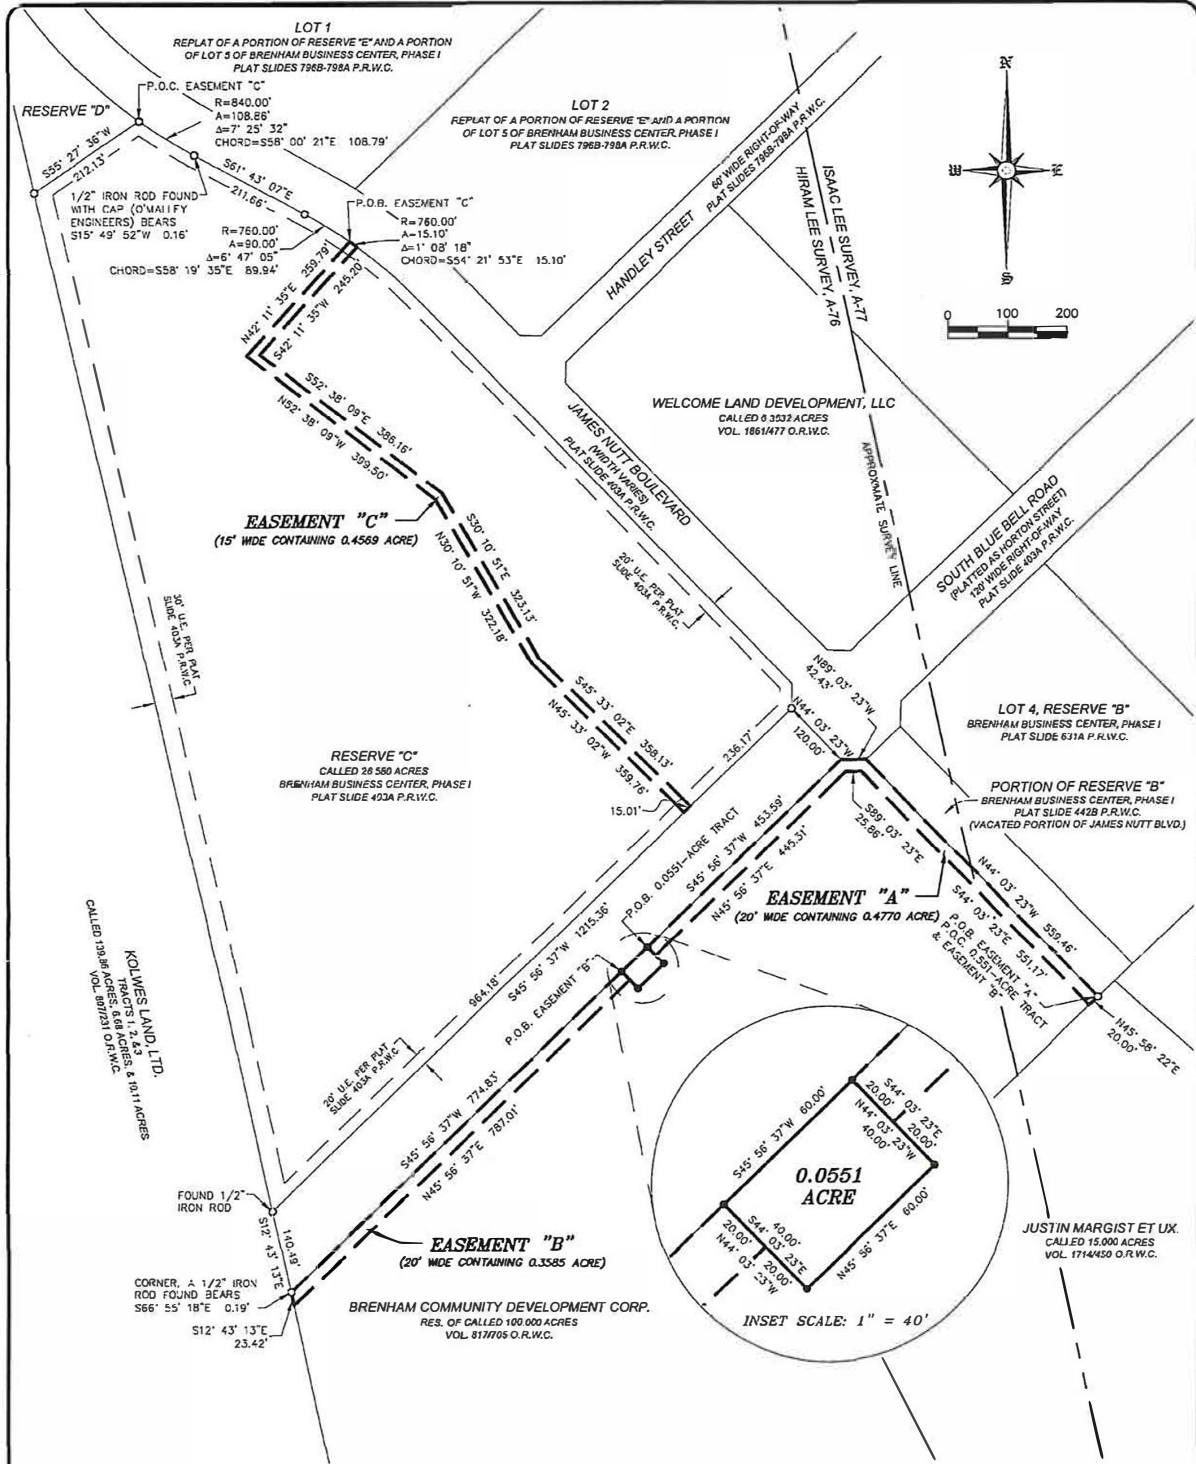 LOT 1
REPLAT OF A PORTION OF RESERVE "E" AND A PORTION
OF LOT 5 OF BRENHAM BUSINESS CENTER, PHASE I
PLAT SLIDES 796B-798A P.R.W.C.
P.O.C. EASEMENT "C"
RESERVE "D"
R=840.00'
A=108.86'
Δ=7° 25' 32"
CHORD=S58° 00' 21"E 108.79'
S55° 27' 36"W
212.13'
S61° 43' 07"E
211.66'
1/2" IRON ROD FOUND
WITH CAP (O'MALLEY
ENGINEERS) BEARS
S15° 49' 52"W 0.16'
R=760.00'
A=90.00'
Δ=6° 47' 05"
CHORD=S58° 19' 35"E 89.94'
P.O.B. EASEMENT "C"
R=760.00'
A=15.10'
Δ=1° 08' 18"
CHORD=S54° 21' 53"E 15.10'
LOT 2
REPLAT OF A PORTION OF RESERVE "E" AND A PORTION
OF LOT 5 OF BRENHAM BUSINESS CENTER, PHASE I
PLAT SLIDES 796B-798A P.R.W.C.
HANDLEY STREET
60' WIDE RIGHT-OF-WAY
PLAT SLIDES 796B-798A P.R.W.C.
ISAAC LEE SURVEY, A-77
HIRAM LEE SURVEY, A-76
N
W
E
S
0 100 200
N42° 11' 35"E 259.79'
S42° 11' 35"W 245.20'
S52° 38' 09"E 386.16'
N52° 38' 09"W 399.50'
JAMES NUTT BOULEVARD
(WIDTH VARIES)
PLAT SLIDE 403A P.R.W.C.
WELCOME LAND DEVELOPMENT, LLC
CALLED 6.3932 ACRES
VOL. 1861/477 O.R.W.C.
APPROXIMATE SURVEY LINE
SOUTH BLUE BELL ROAD
(PLATTED AS HORTON STREET)
120' WIDE RIGHT-OF-WAY
PLAT SLIDE 403A P.R.W.C.
EASEMENT "C"
(15' WIDE CONTAINING 0.4569 ACRE)
S30° 10' 51"E 323.13'
N30° 10' 51"W 322.18'
20' U.E. PER PLAT
SLIDE 403A P.R.W.C.
30' U.E. PER PLAT
SLIDE 403A P.R.W.C
S45° 33' 02"E 358.13'
N45° 33' 02"W 359.76'
N89° 03' 23"W
42.43'
N44° 03' 23"W
120.00'
236.17'
15.01'
LOT 4, RESERVE "B"
BRENHAM BUSINESS CENTER, PHASE I
PLAT SLIDE 631A P.R.W.C.
RESERVE "C"
CALLED 26.580 ACRES
BRENHAM BUSINESS CENTER, PHASE I
PLAT SLIDE 403A P.R.W.C.
PORTION OF RESERVE "B"
BRENHAM BUSINESS CENTER, PHASE I
PLAT SLIDE 442B P.R.W.C.
(VACATED PORTION OF JAMES NUTT BLVD.)
P.O.B. 0.0551-ACRE TRACT
S45° 56' 37"W 453.59'
N45° 56' 37"E 445.31'
S89° 03' 23"E
25.86'
EASEMENT "A"
(20' WIDE CONTAINING 0.4770 ACRE)
N44° 03' 23"W 559.46'
S44° 03' 23"E 551.17'
P.O.B. EASEMENT "A"
P.O.C. 0.551-ACRE TRACT
& EASEMENT "B"
N45° 58' 22"E
20.00'
KOLWES LAND, LTD.
TRACTS 1, 2, & 3
CALLED 139.86 ACRES, 6.68 ACRES, & 10.11 ACRES
VOL. 807/231 O.R.W.C.
964.18'
S45° 56' 37"W 1215.36'
P.O.B. EASEMENT "B"
20' U.E. PER PLAT
SLIDE 403A P.R.W.C
S45° 56' 37"W 774.83'
N45° 56' 37"E 787.01'
FOUND 1/2"
IRON ROD
S12° 43' 13"E
140.49'
CORNER, A 1/2" IRON
ROD FOUND BEARS
S66° 55' 18"E 0.19'
S12° 43' 13"E
23.42'
EASEMENT "B"
(20' WIDE CONTAINING 0.3585 ACRE)
BRENHAM COMMUNITY DEVELOPMENT CORP.
RES. OF CALLED 100.000 ACRES
VOL. 817/705 O.R.W.C.
S45° 56' 37"W 60.00'
20.00'
S44° 03' 23"E
20.00'
N44° 03' 23"W
40.00'
0.0551
ACRE
N45° 56' 37"E 60.00'
40.00'
S44° 03' 23"E
20.00'
20.00'
N44° 03' 23"W
INSET SCALE: 1" = 40'
JUSTIN MARGIST ET UX.
CALLED 15.000 ACRES
VOL. 1714/450 O.R.W.C.